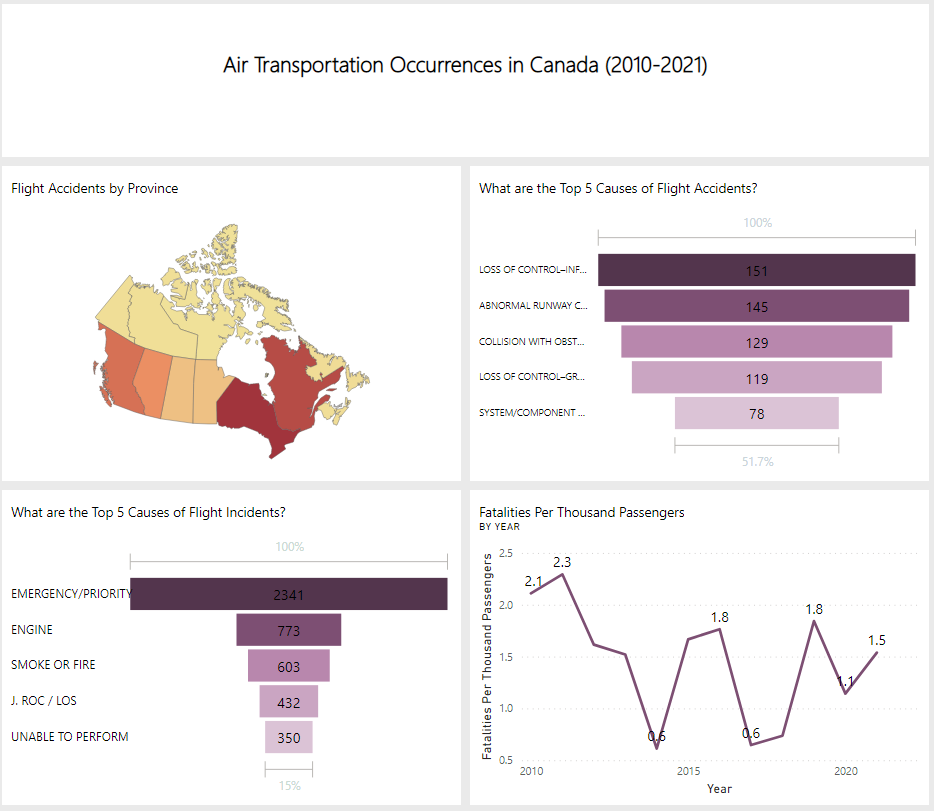 Air Transportation Occurrences in Canada (2010-2021)
Flight Accidents by Province
What are the Top 5 Causes of Flight Accidents?
100%
LOSS OF CONTROL–INF...
151
ABNORMAL RUNWAY C...
145
COLLISION WITH OBST...
129
LOSS OF CONTROL–GR...
119
SYSTEM/COMPONENT ...
78
51.7%
What are the Top 5 Causes of Flight Incidents?
100%
EMERGENCY/PRIORITY
2341
ENGINE
773
SMOKE OR FIRE
603
J. ROC / LOS
432
UNABLE TO PERFORM
350
15%
Fatalities Per Thousand Passengers
BY YEAR
Fatalities Per Thousand Passengers
2.5
2.0
1.5
1.0
0.5
2.1
2.3
0.6
1.8
0.6
1.8
1.1
1.5
2010
2015
2020
Year